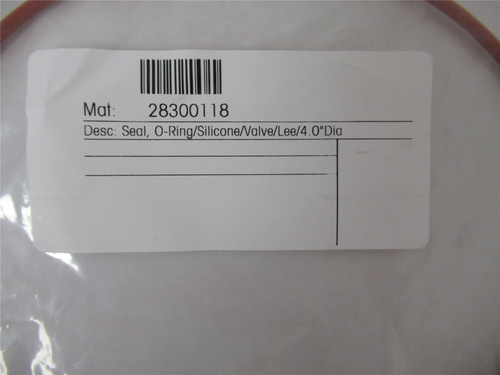 Mat: 28300118
Desc: Seal, O-Ring/Silicone/Valve/Lee/4.0"Dia